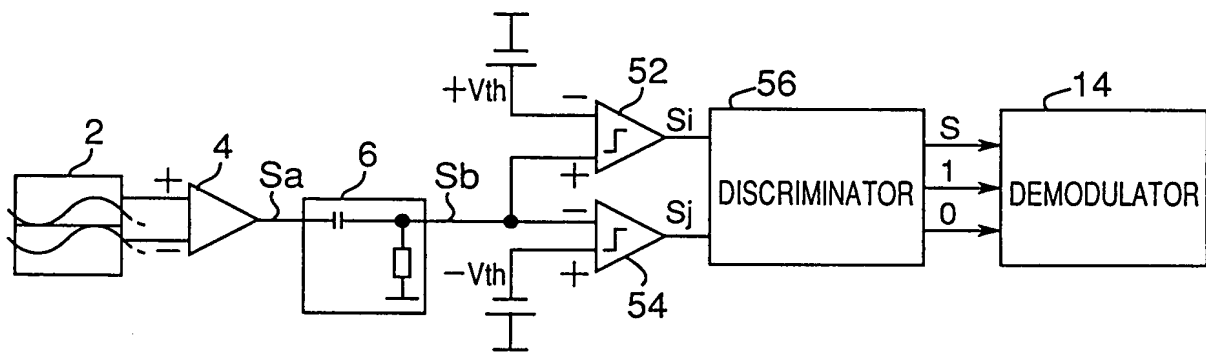 2
+
−
4
Sa
6
Sb
+Vth
−
+
52
Si
−
+
−Vth
54
Sj
56
DISCRIMINATOR
S
1
0
14
DEMODULATOR